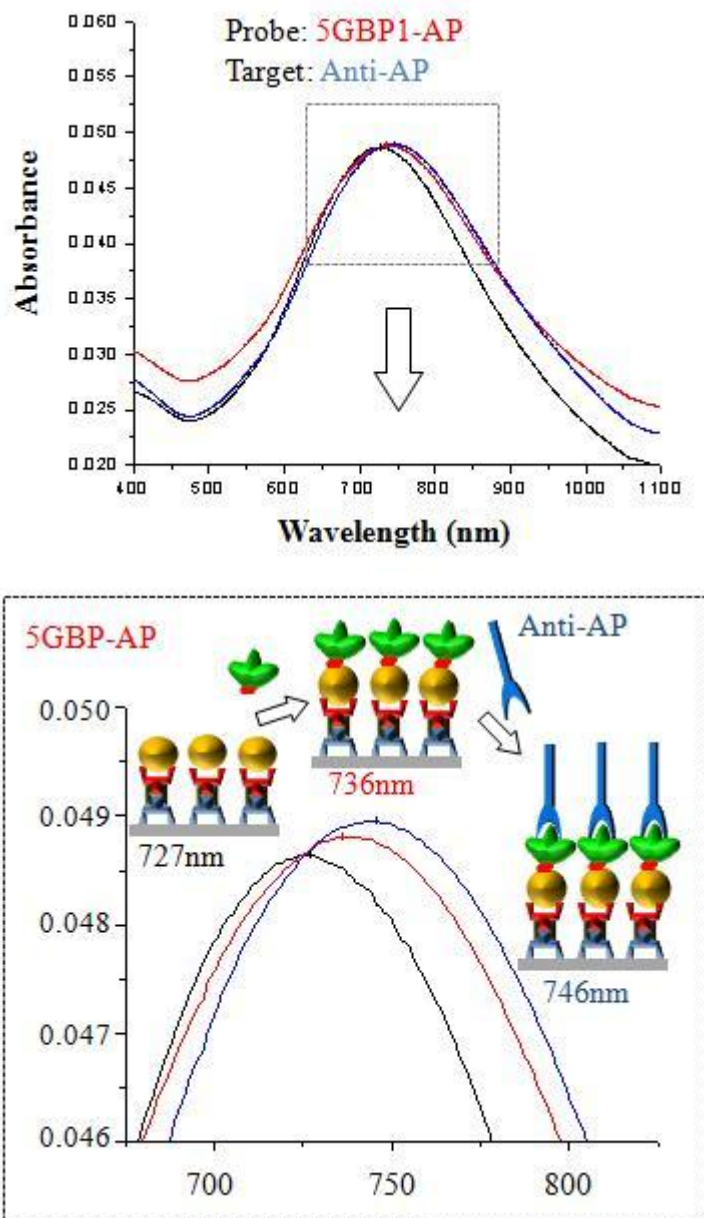 Probe: 5GBP1-AP
Target: Anti-AP
Absorbance
0.060
0.055
0.050
0.045
0.040
0.035
0.030
0.025
0.020
400 500 600 700 800 900 1000 1100
Wavelength (nm)
5GBP-AP
Anti-AP
736nm
727nm
746nm
0.050
0.049
0.048
0.047
0.046
700 750 800